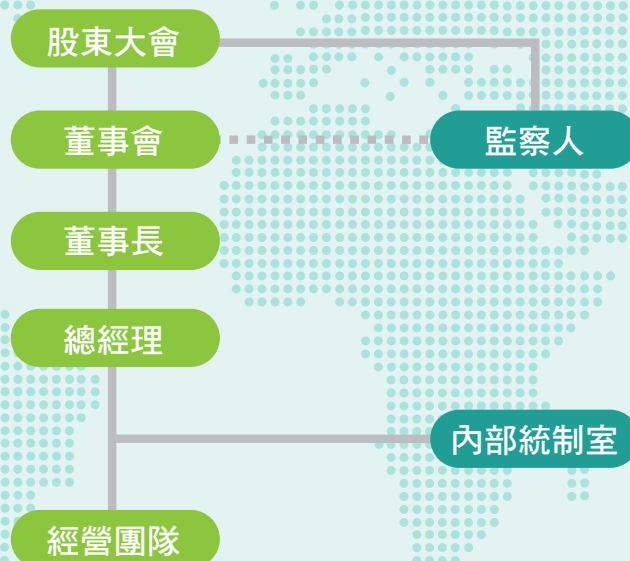 股東大會
董事會
監察人
董事長
總經理
內部統制室
經營團隊